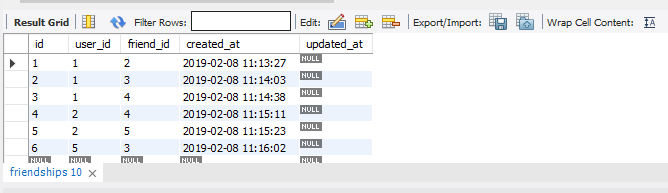 Result Grid Filter Rows: Edit: Export/Import: Wrap Cell Content: IA
id user_id friend_id created_at updated_at
1 1 2 2019-02-08 11:13:27 NULL
2 1 3 2019-02-08 11:14:03 NULL
3 1 4 2019-02-08 11:14:38 NULL
4 2 4 2019-02-08 11:15:11 NULL
5 2 5 2019-02-08 11:15:23 NULL
6 5 3 2019-02-08 11:16:02 NULL
NULL NULL NULL NULL NULL
friendships 10